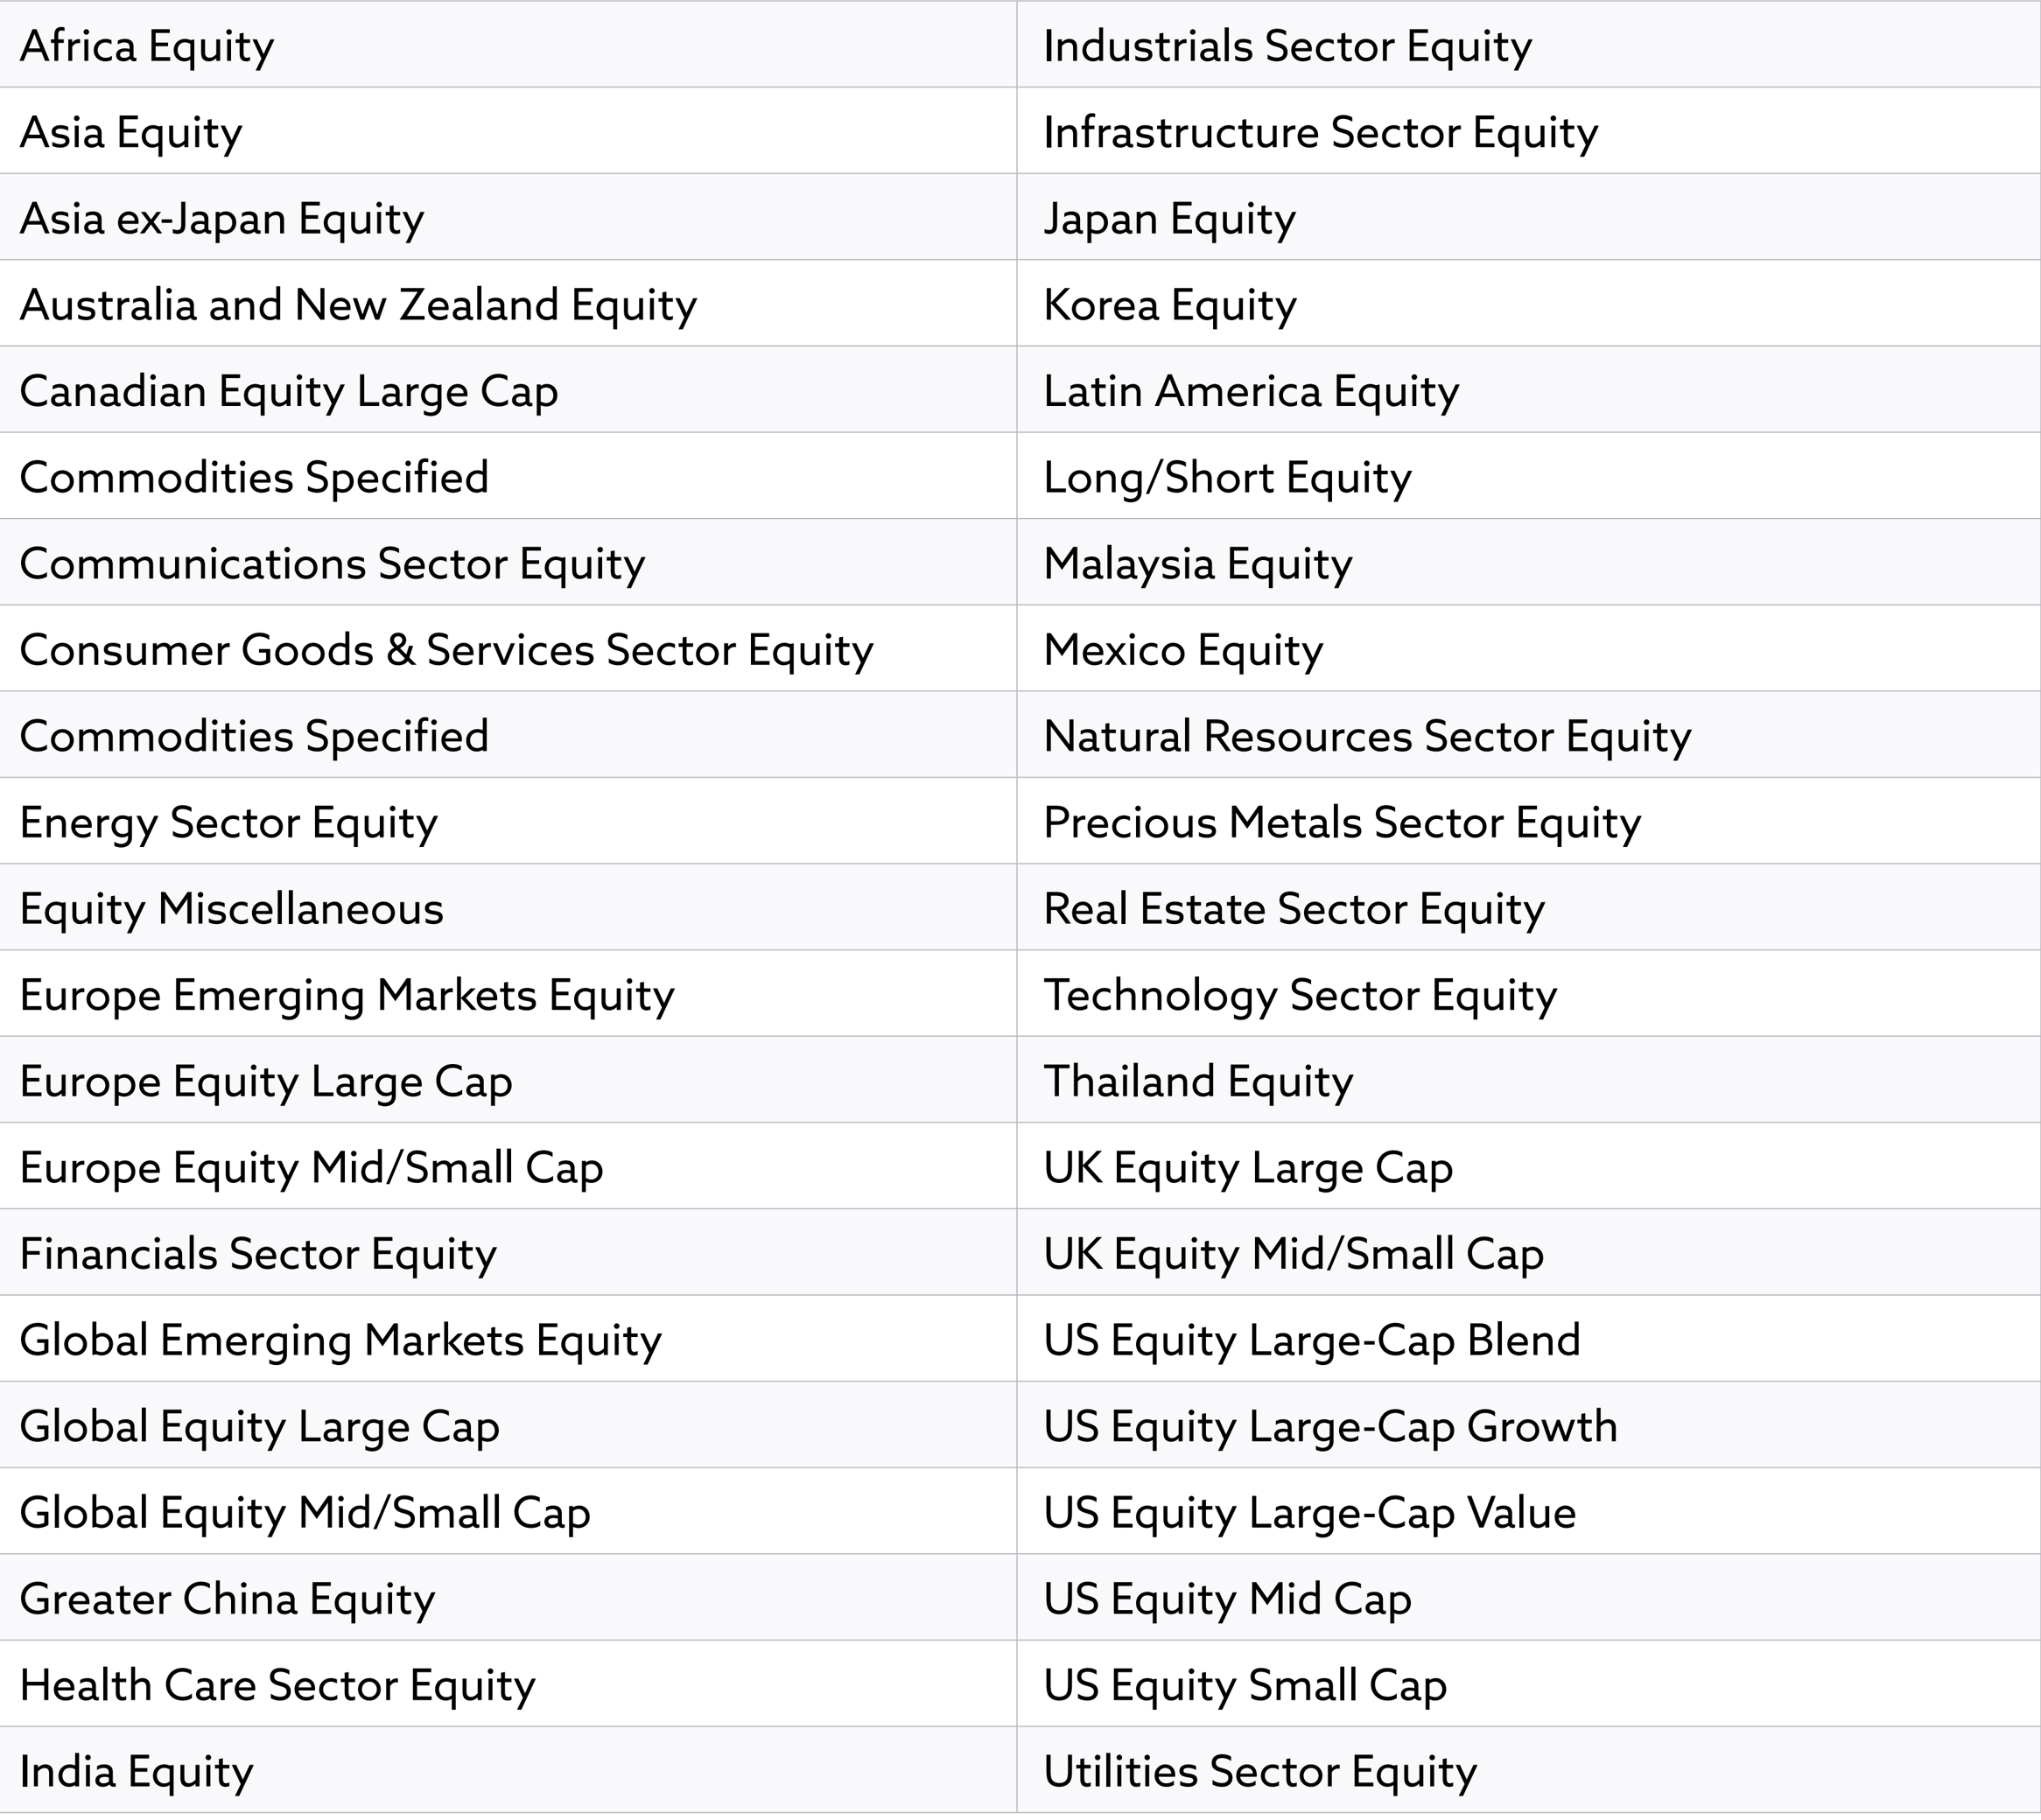 Africa Equity
Industrials Sector Equity
Asia Equity
Infrastructure Sector Equity
Asia ex-Japan Equity
Japan Equity
Australia and New Zealand Equity
Korea Equity
Canadian Equity Large Cap
Latin America Equity
Commodities Specified
Long/Short Equity
Communications Sector Equity
Malaysia Equity
Consumer Goods & Services Sector Equity
Mexico Equity
Commodities Specified
Natural Resources Sector Equity
Energy Sector Equity
Precious Metals Sector Equity
Equity Miscellaneous
Real Estate Sector Equity
Europe Emerging Markets Equity
Technology Sector Equity
Europe Equity Large Cap
Thailand Equity
Europe Equity Mid/Small Cap
UK Equity Large Cap
Financials Sector Equity
UK Equity Mid/Small Cap
Global Emerging Markets Equity
US Equity Large-Cap Blend
Global Equity Large Cap
US Equity Large-Cap Growth
Global Equity Mid/Small Cap
US Equity Large-Cap Value
Greater China Equity
US Equity Mid Cap
Health Care Sector Equity
US Equity Small Cap
India Equity
Utilities Sector Equity